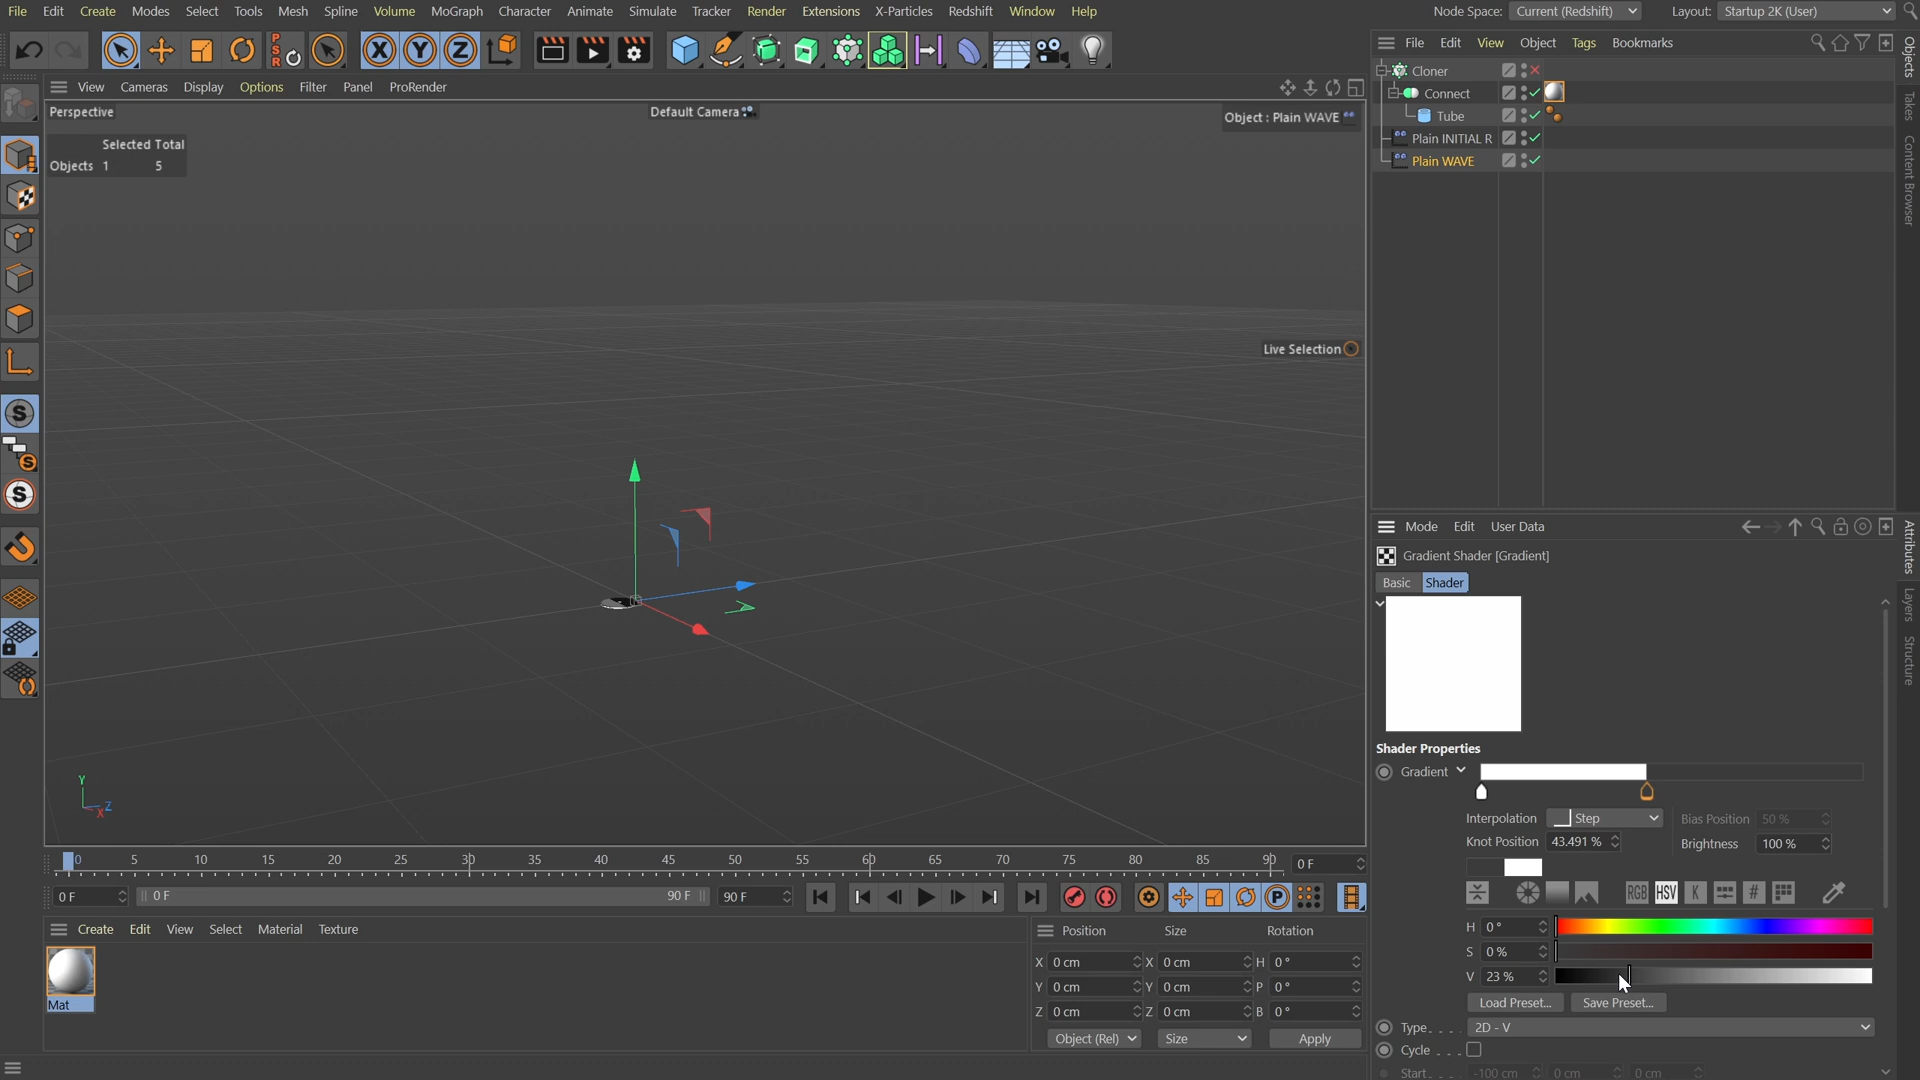 File Edit Create Modes Select Tools Mesh Spline Volume MoGraph Character Animate Simulate Tracker Render Extensions X-Particles Redshift Window Help
Node Space: Current (Redshift) Layout: Startup 2K (User)
PSR X Y Z
File Edit View Object Tags Bookmarks
View Cameras Display Options Filter Panel ProRender
Perspective Default Camera Object : Plain WAVE
Selected Total
Objects 1 5
Live Selection
Y
Z
X
Cloner
Connect
Tube
Plain INITIAL R
Plain WAVE
Objects
Takes
Content Browser
Attributes
Layers
Structure
Mode Edit User Data
Gradient Shader [Gradient]
Basic Shader
Shader Properties
Gradient
Interpolation Step Bias Position 50 %
Knot Position 43.491 % Brightness 100 %
RGB HSV K #
H 0 °
S 0 %
V 23 %
Load Preset... Save Preset...
Type 2D - V
Cycle
Start -100 cm 0 cm 0 cm
0 5 10 15 20 25 30 35 40 45 50 55 60 65 70 75 80 85 90 0 F
0 F 0 F 90 F 90 F P
Create Edit View Select Material Texture
Mat
Position Size Rotation
X 0 cm X 0 cm H 0 °
Y 0 cm Y 0 cm P 0 °
Z 0 cm Z 0 cm B 0 °
Object (Rel) Size Apply